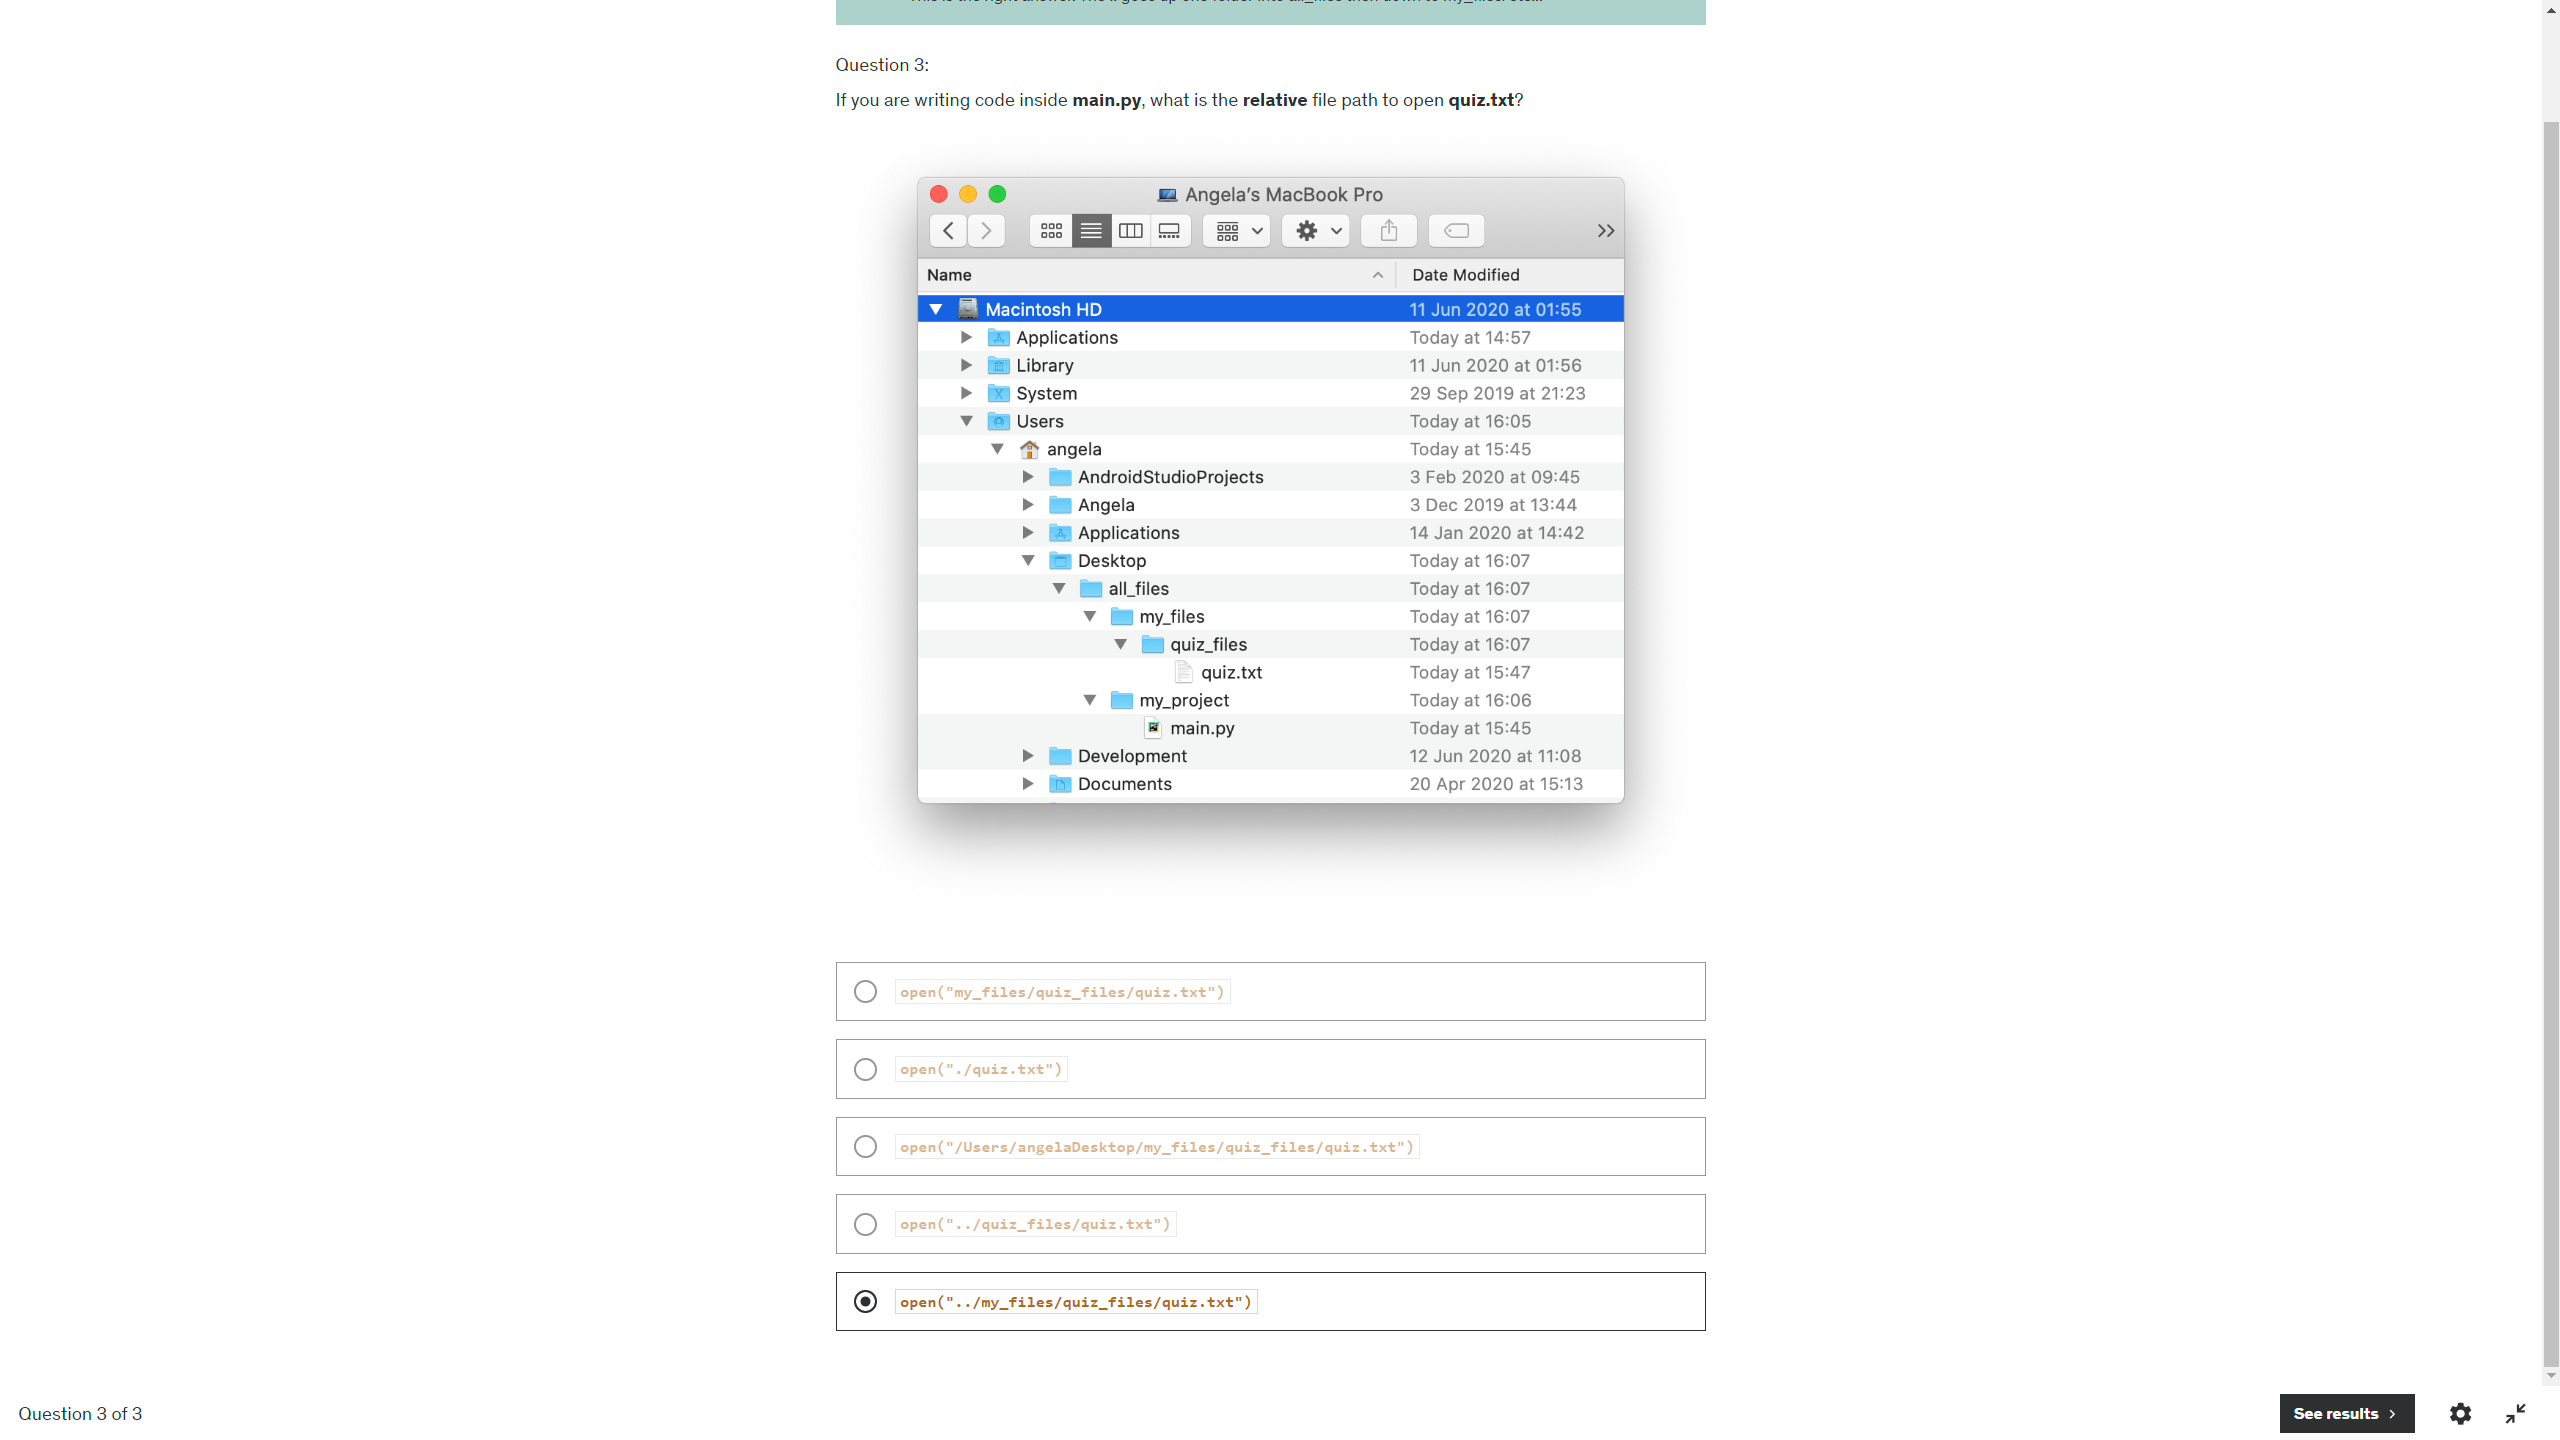 Question 3:
If you are writing code inside main.py, what is the relative file path to open quiz.txt?
Angela's MacBook Pro
Name Date Modified
Macintosh HD 11 Jun 2020 at 01:55
Applications Today at 14:57
Library 11 Jun 2020 at 01:56
System 29 Sep 2019 at 21:23
Users Today at 16:05
angela Today at 15:45
AndroidStudioProjects 3 Feb 2020 at 09:45
Angela 3 Dec 2019 at 13:44
Applications 14 Jan 2020 at 14:42
Desktop Today at 16:07
all_files Today at 16:07
my_files Today at 16:07
quiz_files Today at 16:07
quiz.txt Today at 15:47
my_project Today at 16:06
main.py Today at 15:45
Development 12 Jun 2020 at 11:08
Documents 20 Apr 2020 at 15:13
open("my_files/quiz_files/quiz.txt")
open("./quiz.txt")
open("/Users/angelaDesktop/my_files/quiz_files/quiz.txt")
open("../quiz_files/quiz.txt")
open("../my_files/quiz_files/quiz.txt")
Question 3 of 3
See results